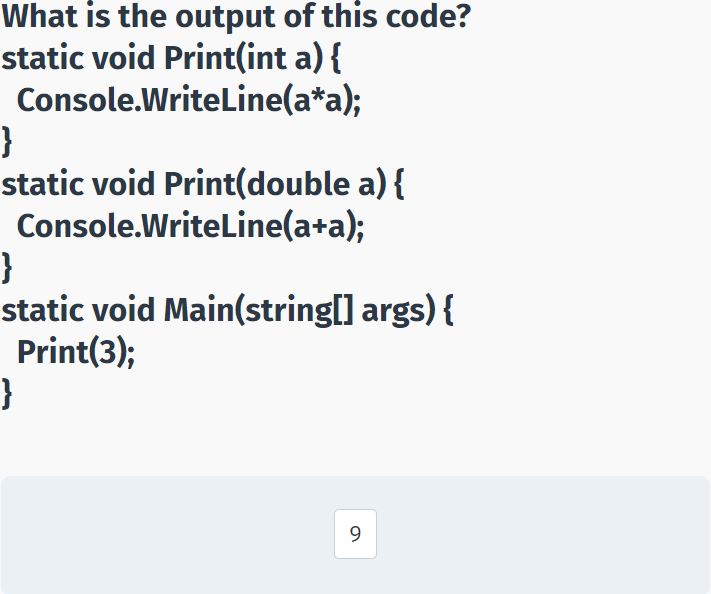 What is the output of this code?
static void Print(int a) {
  Console.WriteLine(a*a);
}
static void Print(double a) {
  Console.WriteLine(a+a);
}
static void Main(string[] args) {
  Print(3);
}
9